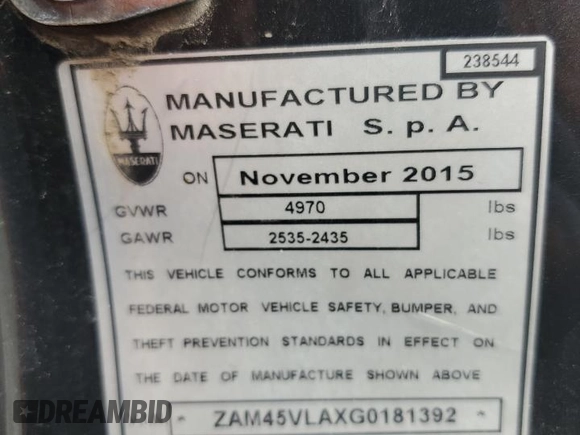 238544
MANUFACTURED BY
MASERATI S. p. A.
MASERATI
ON November 2015
GVWR 4970 lbs
GAWR 2535-2435 lbs
THIS VEHICLE CONFORMS TO ALL APPLICABLE
FEDERAL MOTOR VEHICLE SAFETY, BUMPER, AND
THEFT PREVENTION STANDARDS IN EFFECT ON
THE DATE OF MANUFACTURE SHOWN ABOVE
- ZAM45VLAXG0181392 -
DREAMBID